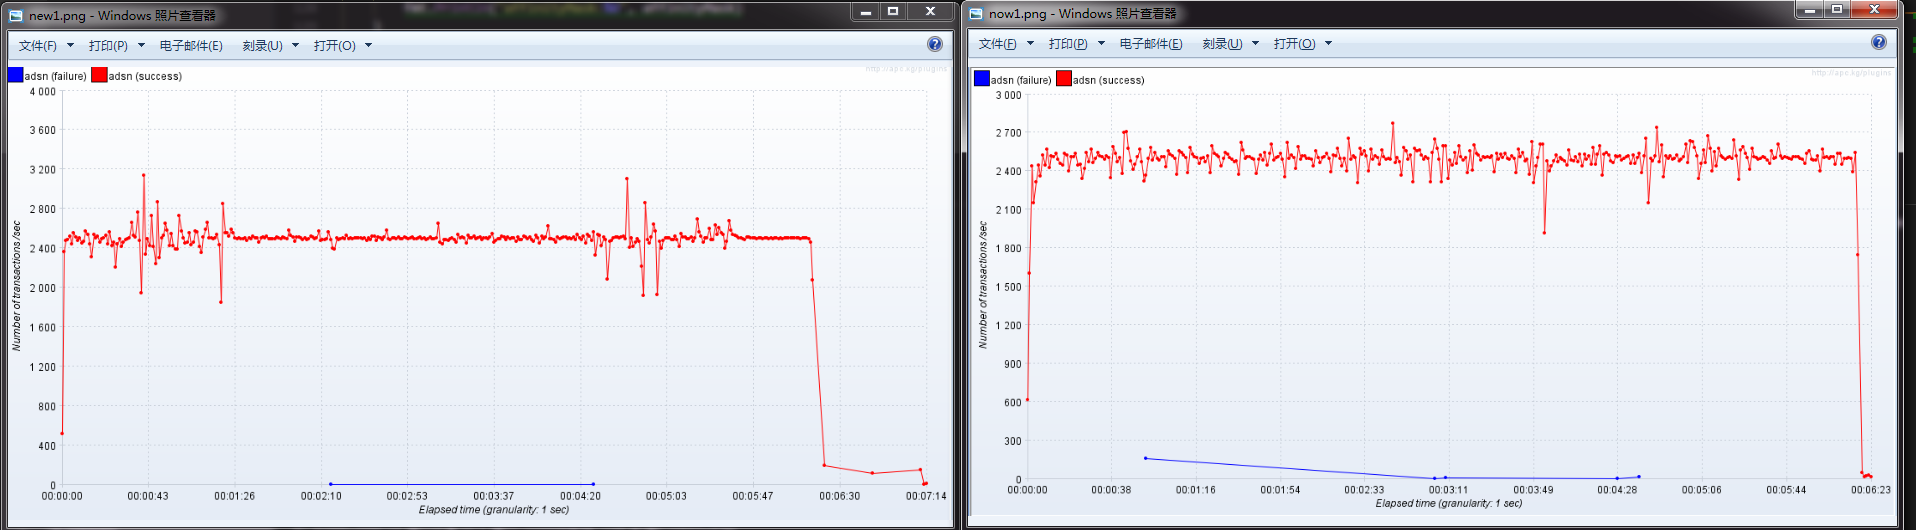 new1.png - Windows 照片查看器
文件(F) 打印(P) 电子邮件(E) 刻录(U) 打开(O)
adsn (failure) adsn (success)
http://apc.kg/plugins
4 000
3 600
3 200
2 800
2 400
2 000
1 600
1 200
800
400
0
Number of transactions /sec
00:00:00 00:00:43 00:01:26 00:02:10 00:02:53 00:03:37 00:04:20 00:05:03 00:05:47 00:06:30 00:07:14
Elapsed time (granularity: 1 sec)
now1.png - Windows 照片查看器
文件(F) 打印(P) 电子邮件(E) 刻录(U) 打开(O)
adsn (failure) adsn (success)
http://apc.kg/plugins
3 000
2 700
2 400
2 100
1 800
1 500
1 200
900
600
300
0
Number of transactions /sec
00:00:00 00:00:38 00:01:16 00:01:54 00:02:33 00:03:11 00:03:49 00:04:28 00:05:06 00:05:44 00:06:23
Elapsed time (granularity: 1 sec)